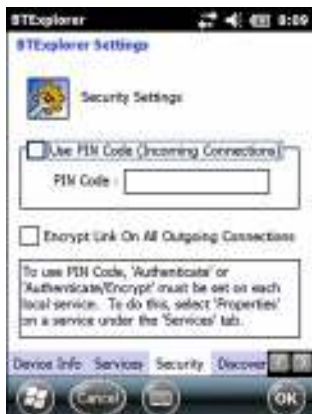 BTExplorer 8:09
BTExplorer Settings
Security Settings
Use PIN Code (Incoming Connections)
PIN Code :
Encrypt Link On All Outgoing Connections
To use PIN Code, 'Authenticate' or
'Authenticate/Encrypt' must be set on each
local service. To do this, select 'Properties'
on a service under the 'Services' tab.
Device Info Services Security Discover
Cancel OK